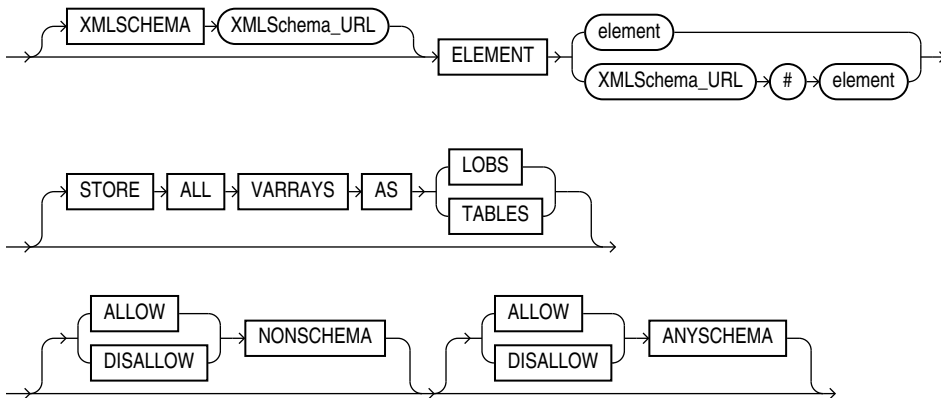 XMLSCHEMA XMLSchema_URL
ELEMENT element
XMLSchema_URL # element
STORE ALL VARRAYS AS LOBS
TABLES
ALLOW ALLOW
NONSCHEMA ANYSCHEMA
DISALLOW DISALLOW